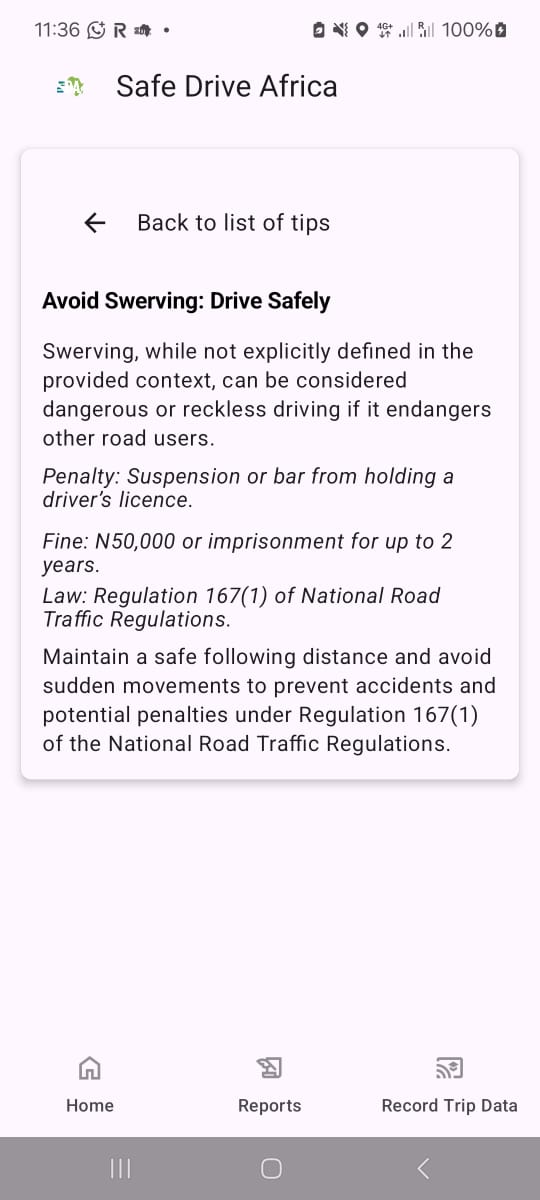 11:36 R 4G+ R 100%
Safe Drive Africa
Back to list of tips
Avoid Swerving: Drive Safely
Swerving, while not explicitly defined in the
provided context, can be considered
dangerous or reckless driving if it endangers
other road users.
Penalty: Suspension or bar from holding a
driver’s licence.
Fine: N50,000 or imprisonment for up to 2
years.
Law: Regulation 167(1) of National Road
Traffic Regulations.
Maintain a safe following distance and avoid
sudden movements to prevent accidents and
potential penalties under Regulation 167(1)
of the National Road Traffic Regulations.
Home Reports Record Trip Data